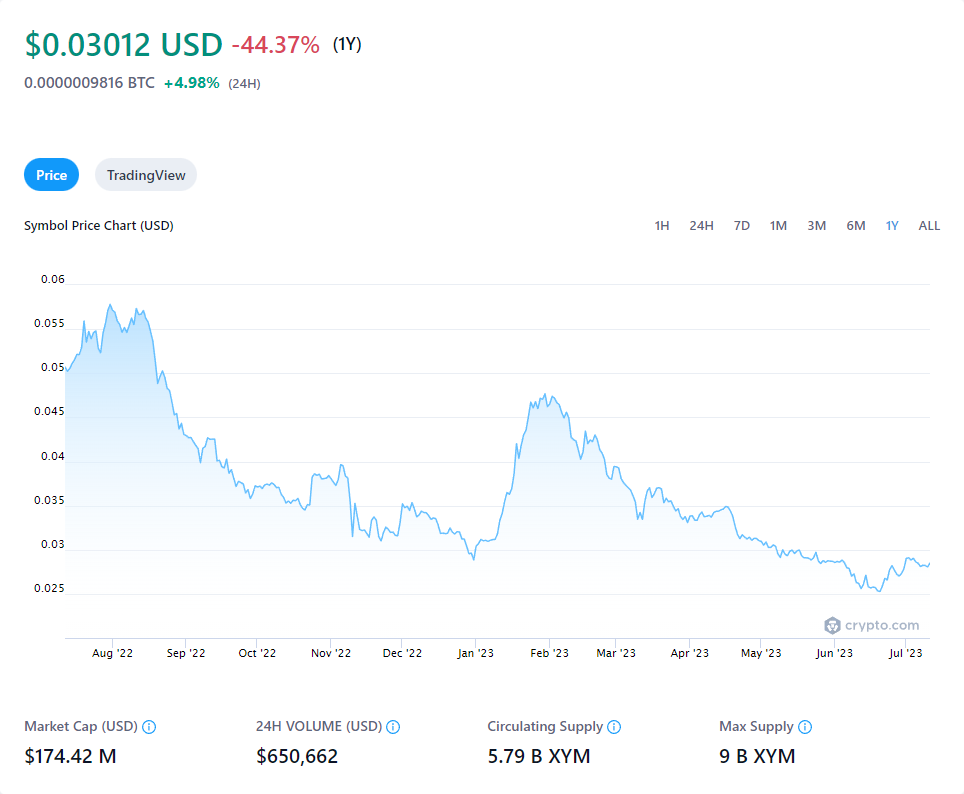 $0.03012 USD -44.37% (1Y)
0.0000009816 BTC +4.98% (24H)
Price TradingView
Symbol Price Chart (USD) 1H 24H 7D 1M 3M 6M 1Y ALL
0.06
0.055
0.05
0.045
0.04
0.035
0.03
0.025
crypto.com
Aug '22 Sep '22 Oct '22 Nov '22 Dec '22 Jan '23 Feb '23 Mar '23 Apr '23 May '23 Jun '23 Jul '23
Market Cap (USD) 24H VOLUME (USD) Circulating Supply Max Supply
$174.42 M $650,662 5.79 B XYM 9 B XYM